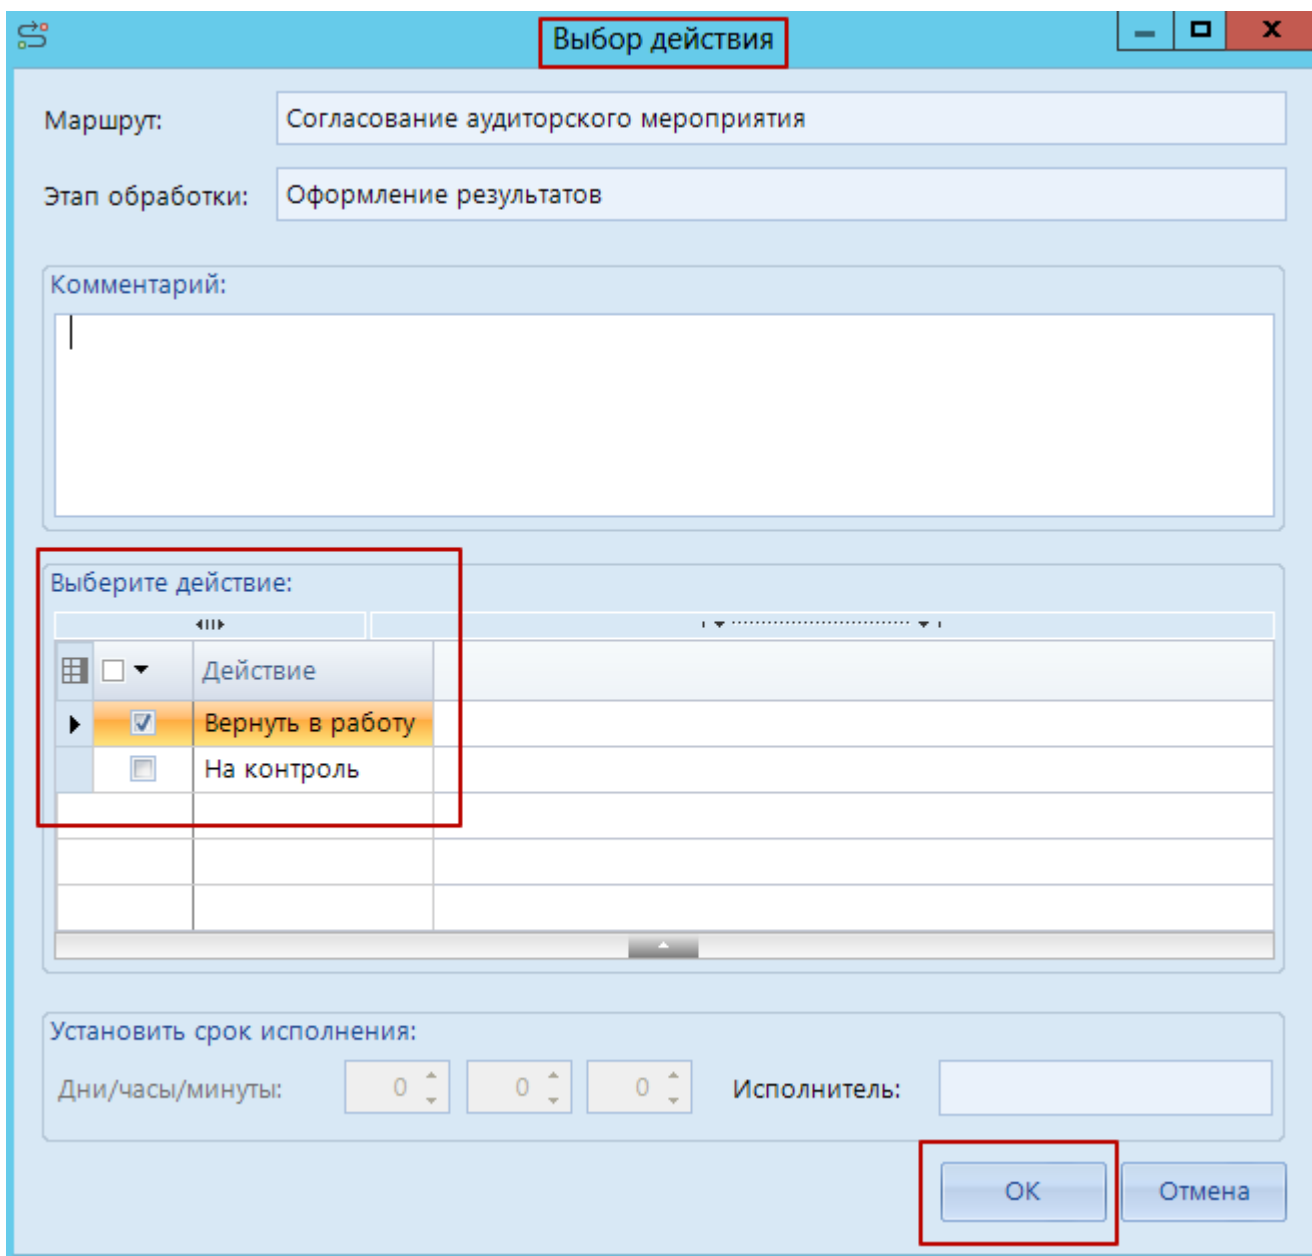 Выбор действия
Маршрут: Согласование аудиторского мероприятия
Этап обработки: Оформление результатов
Комментарий:
Выберите действие:
Действие
Вернуть в работу
На контроль
Установить срок исполнения:
Дни/часы/минуты: 0 0 0 Исполнитель:
ОК Отмена